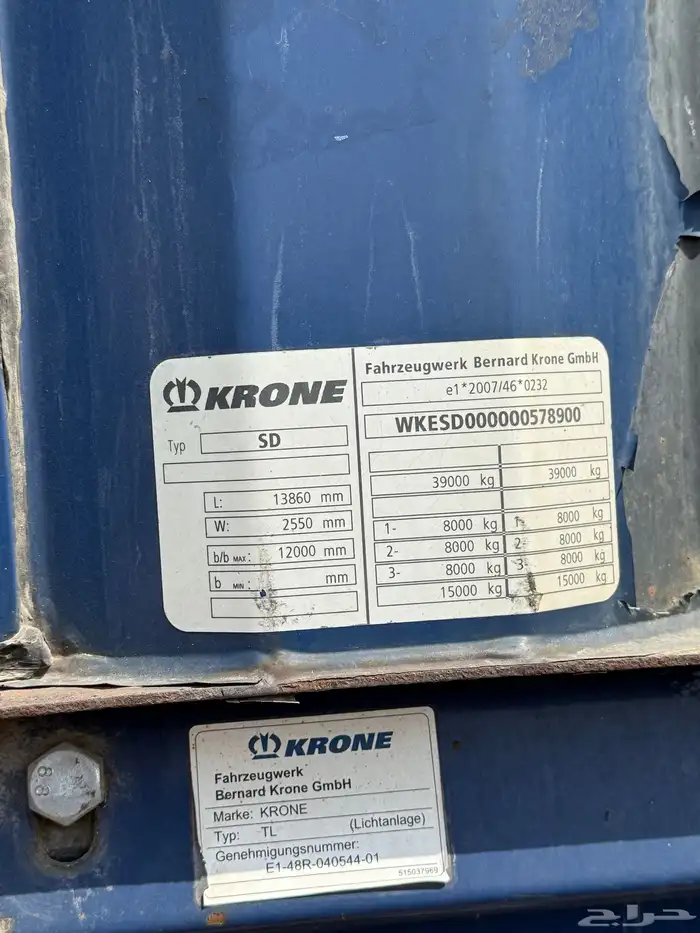 KRONE
Typ SD
L: 13860 mm
W: 2550 mm
b/b MAX: 12000 mm
b MIN: mm
Fahrzeugwerk Bernard Krone GmbH
e1*2007/46*0232
WKESD000000578900
39000 kg 39000 kg
1- 8000 kg 1- 8000 kg
2- 8000 kg 2- 8000 kg
3- 8000 kg 3- 8000 kg
15000 kg 15000 kg
KRONE
Fahrzeugwerk
Bernard Krone GmbH
Marke: KRONE
Typ: TL (Lichtanlage)
Genehmigungsnummer:
E1-48R-040544-01
515037969
8.8
حراج